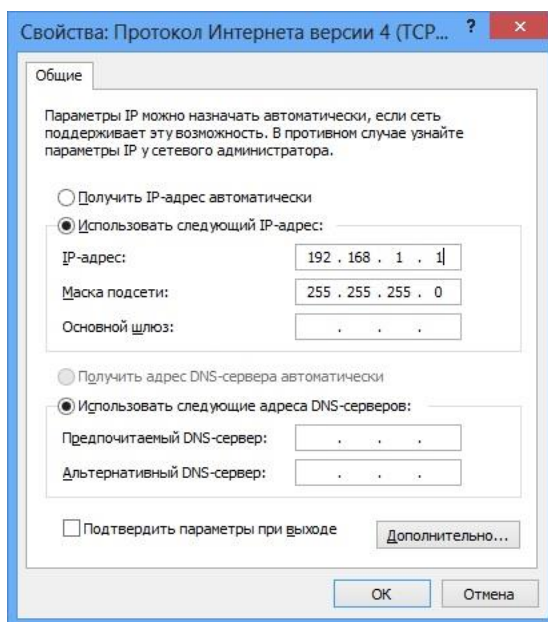 Свойства: Протокол Интернета версии 4 (TCP... ? ×
Общие
Параметры IP можно назначать автоматически, если сеть
поддерживает эту возможность. В противном случае узнайте
параметры IP у сетевого администратора.
Получить IP-адрес автоматически
Использовать следующий IP-адрес:
IP-адрес: 192 . 168 . 1 . 1
Маска подсети: 255 . 255 . 255 . 0
Основной шлюз: . . .
Получить адрес DNS-сервера автоматически
Использовать следующие адреса DNS-серверов:
Предпочитаемый DNS-сервер: . . .
Альтернативный DNS-сервер: . . .
Подтвердить параметры при выходе Дополнительно...
OK Отмена